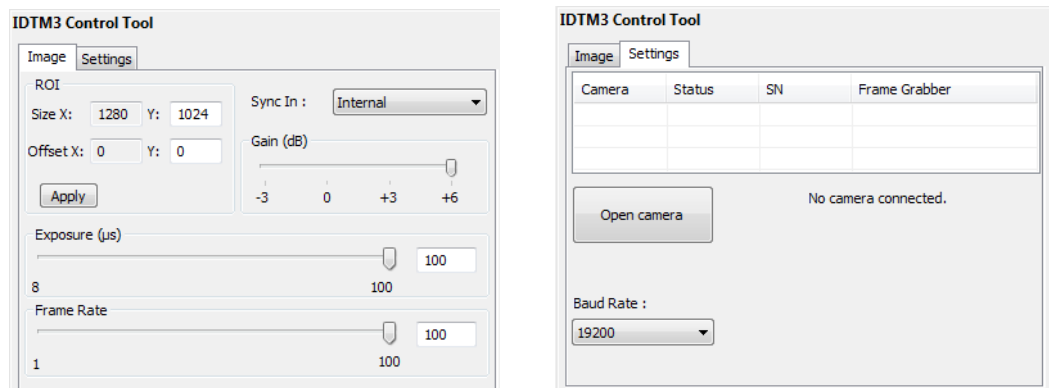 IDTM3 Control Tool
Image Settings
ROI
Size X: 1280 Y: 1024
Offset X: 0 Y: 0
Apply
Sync In : Internal
Gain (dB)
-3 0 +3 +6
Exposure (µs)
100
8 100
Frame Rate
100
1 100
IDTM3 Control Tool
Image Settings
Camera Status SN Frame Grabber
Open camera
No camera connected.
Baud Rate :
19200